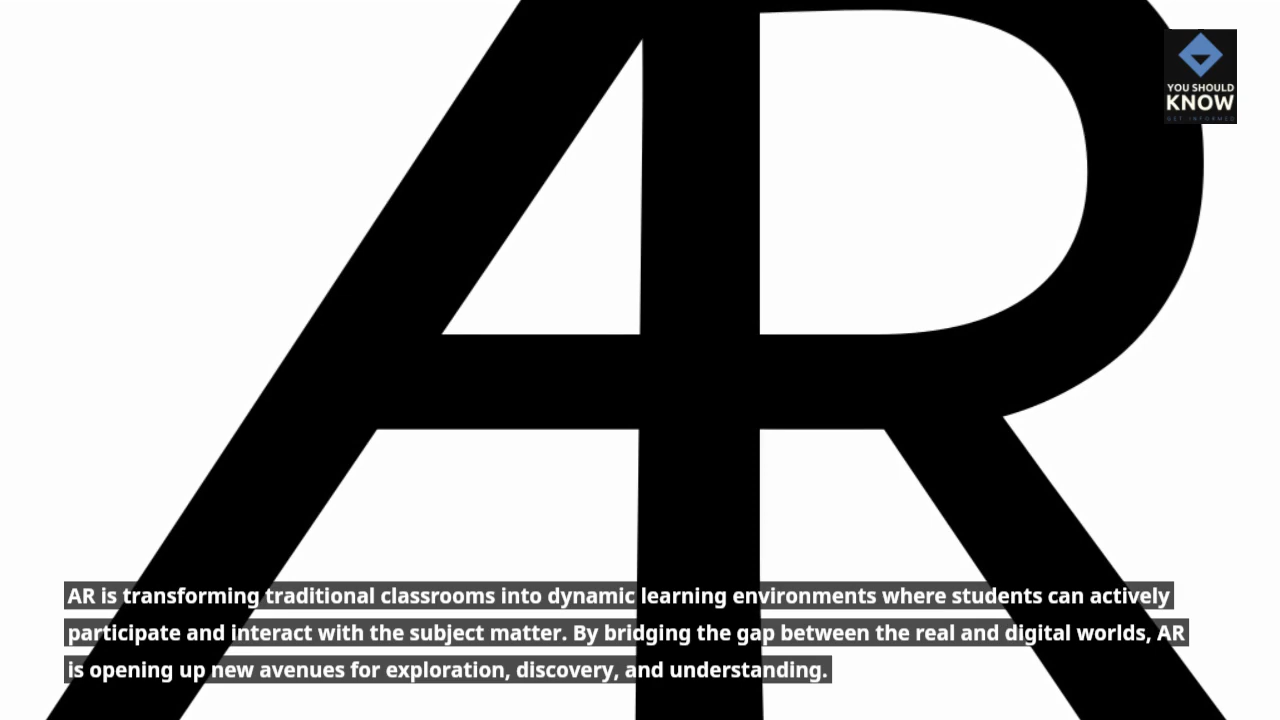 AR
YOU SHOULD
KNOW
GET INFORMED
AR is transforming traditional classrooms into dynamic learning environments where students can actively
participate and interact with the subject matter. By bridging the gap between the real and digital worlds, AR
is opening up new avenues for exploration, discovery, and understanding.